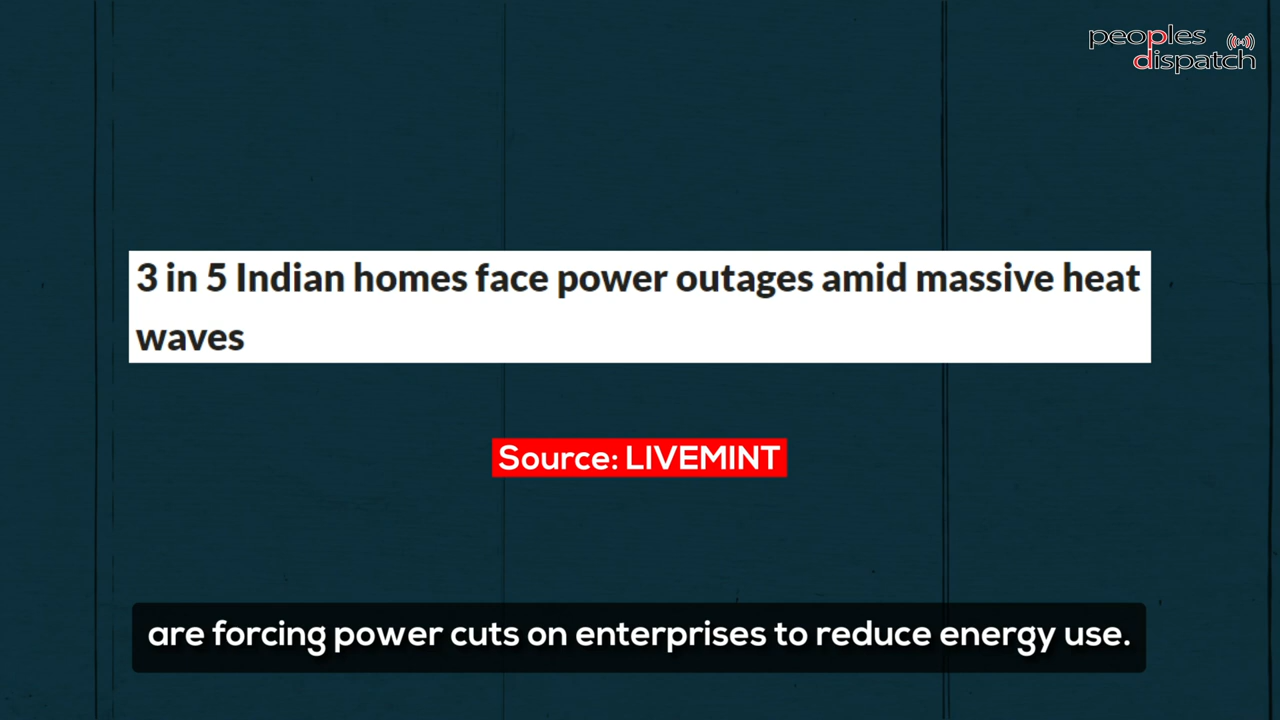 peoples
dispatch
3 in 5 Indian homes face power outages amid massive heat
waves
Source: LIVEMINT
are forcing power cuts on enterprises to reduce energy use.